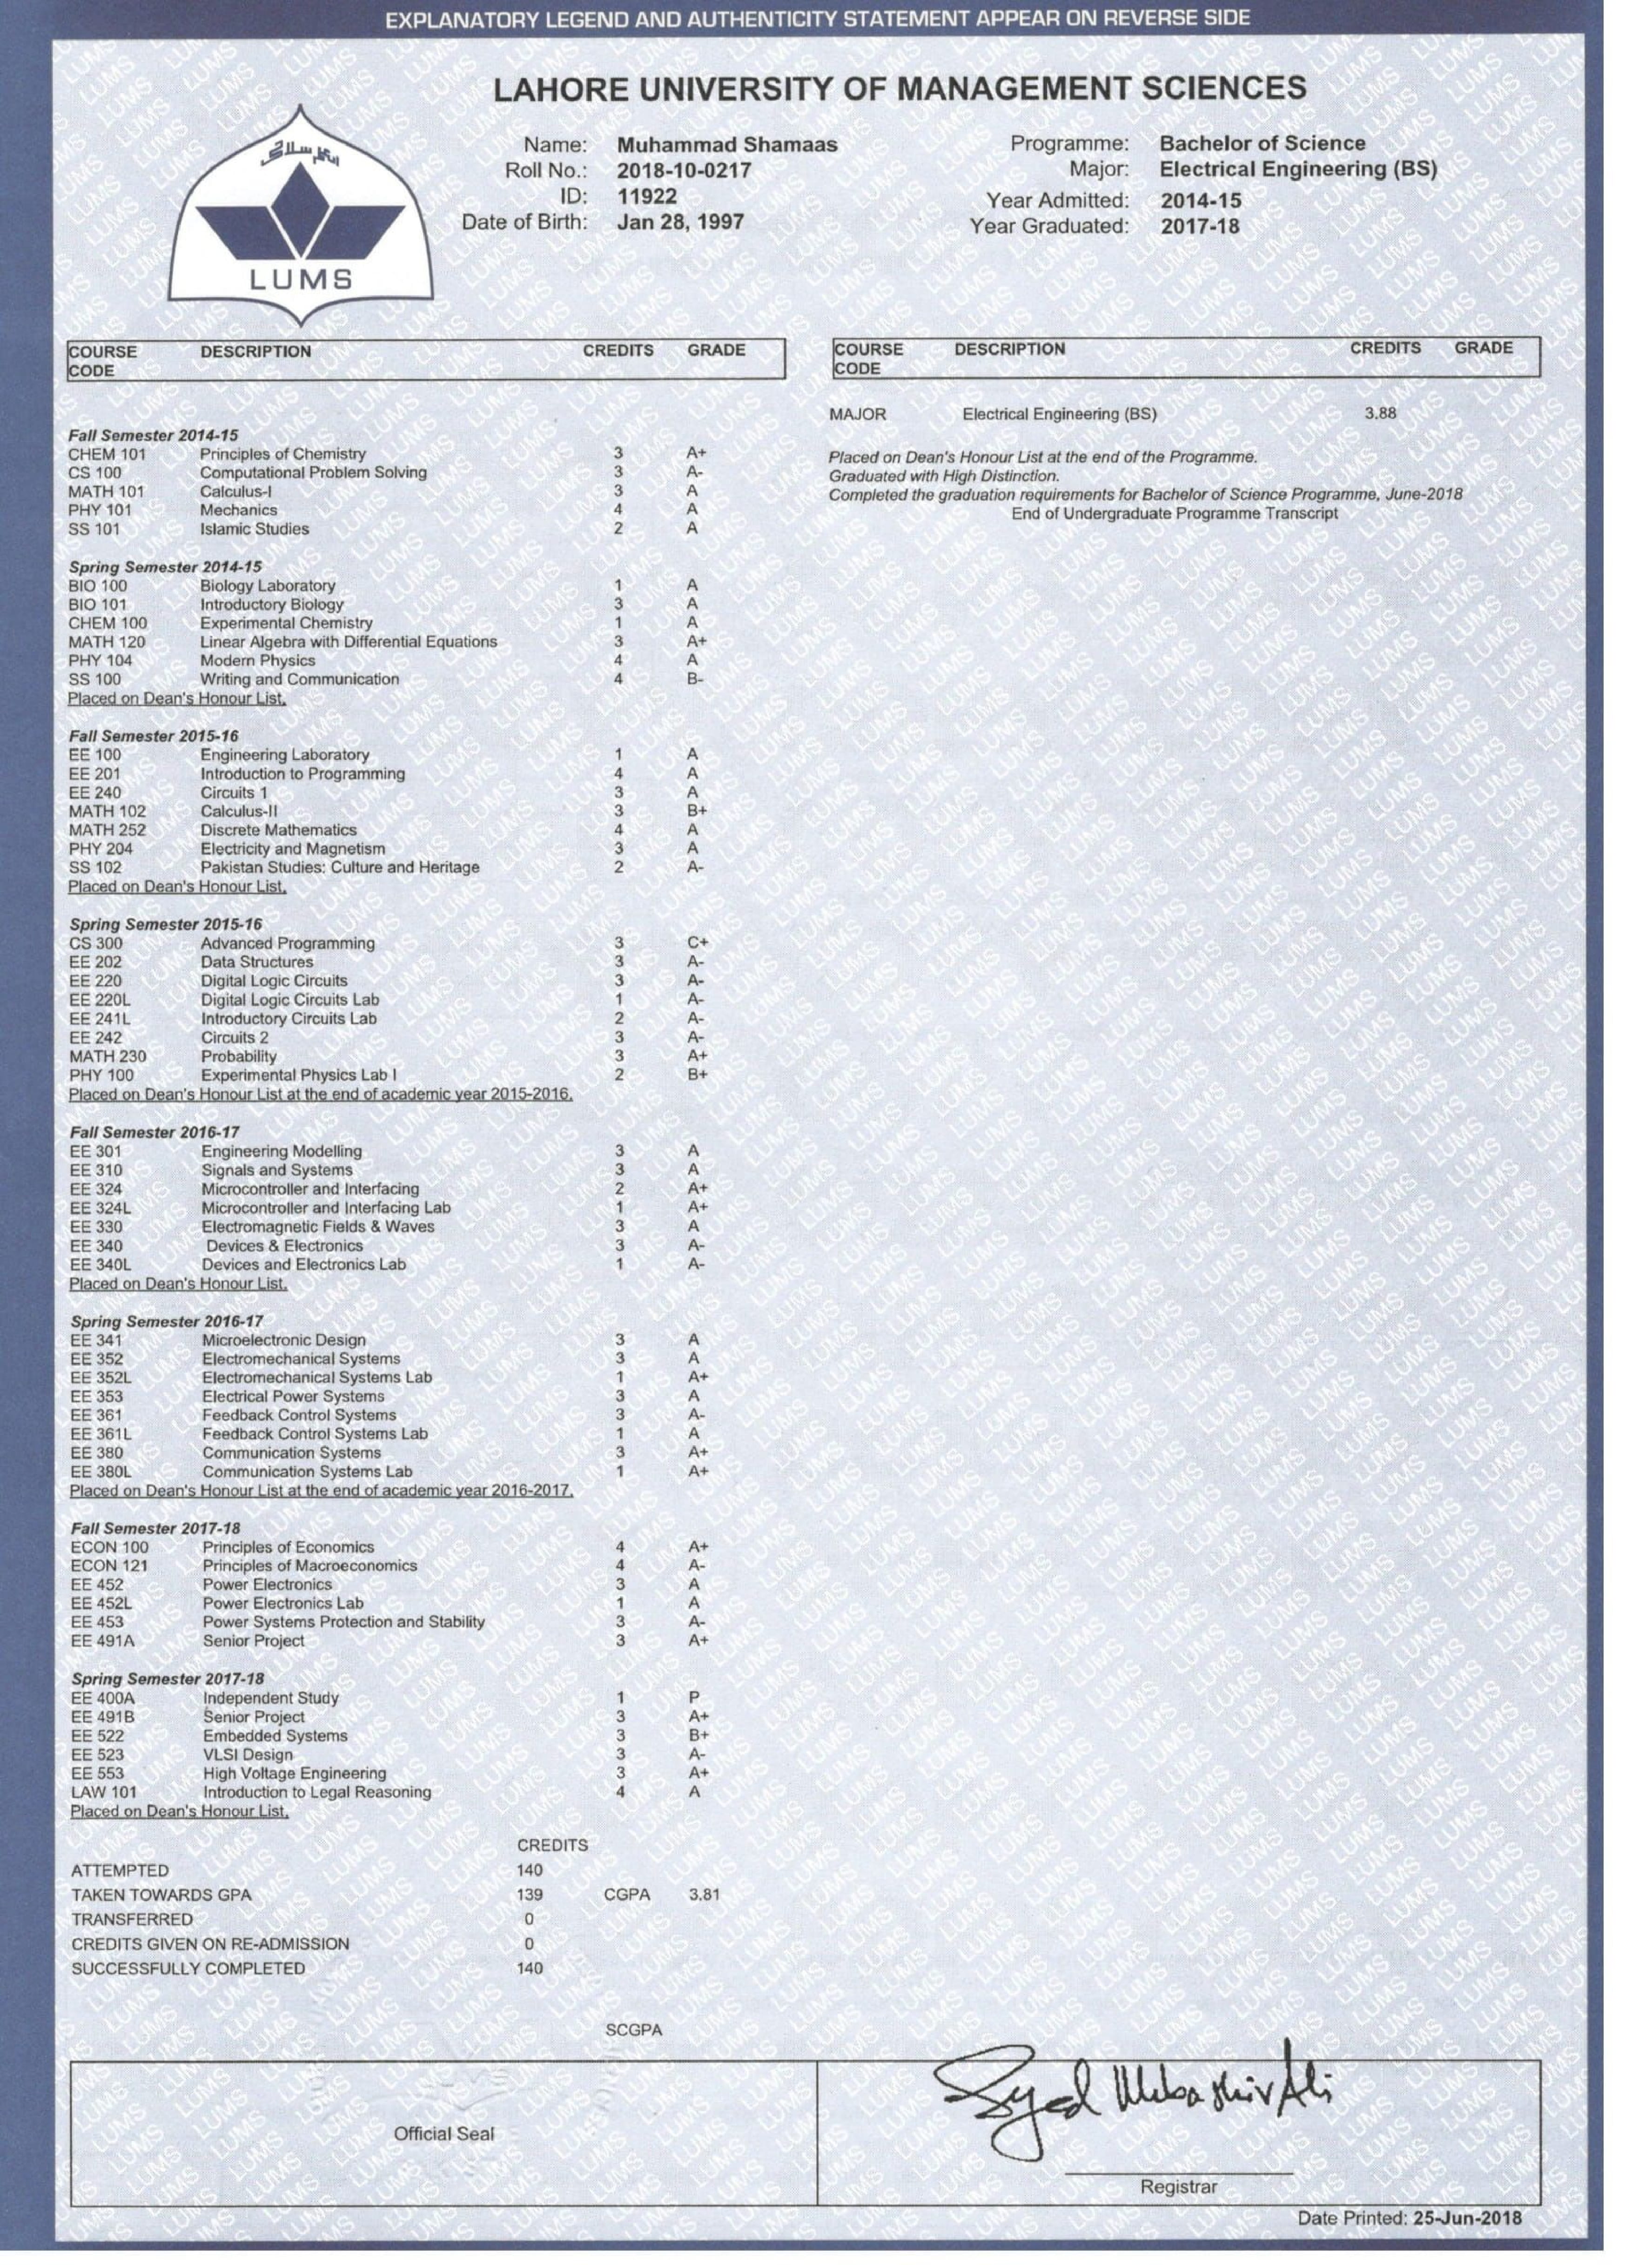 EXPLANATORY LEGEND AND AUTHENTICITY STATEMENT APPEAR ON REVERSE SIDE
LAHORE UNIVERSITY OF MANAGEMENT SCIENCES
LUMS
Name: Muhammad Shamaas
Roll No.: 2018-10-0217
ID: 11922
Date of Birth: Jan 28, 1997
Programme: Bachelor of Science
Major: Electrical Engineering (BS)
Year Admitted: 2014-15
Year Graduated: 2017-18
COURSE CODE DESCRIPTION CREDITS GRADE
Fall Semester 2014-15
CHEM 101 Principles of Chemistry 3 A+
CS 100 Computational Problem Solving 3 A-
MATH 101 Calculus-I 3 A
PHY 101 Mechanics 4 A
SS 101 Islamic Studies 2 A
Spring Semester 2014-15
BIO 100 Biology Laboratory 1 A
BIO 101 Introductory Biology 3 A
CHEM 100 Experimental Chemistry 1 A
MATH 120 Linear Algebra with Differential Equations 3 A+
PHY 104 Modern Physics 4 A
SS 100 Writing and Communication 4 B-
Placed on Dean's Honour List.
Fall Semester 2015-16
EE 100 Engineering Laboratory 1 A
EE 201 Introduction to Programming 4 A
EE 240 Circuits 1 3 A
MATH 102 Calculus-II 3 B+
MATH 252 Discrete Mathematics 4 A
PHY 204 Electricity and Magnetism 3 A
SS 102 Pakistan Studies: Culture and Heritage 2 A-
Placed on Dean's Honour List.
Spring Semester 2015-16
CS 300 Advanced Programming 3 C+
EE 202 Data Structures 3 A-
EE 220 Digital Logic Circuits 3 A-
EE 220L Digital Logic Circuits Lab 1 A-
EE 241L Introductory Circuits Lab 2 A-
EE 242 Circuits 2 3 A-
MATH 230 Probability 3 A+
PHY 100 Experimental Physics Lab I 2 B+
Placed on Dean's Honour List at the end of academic year 2015-2016.
Fall Semester 2016-17
EE 301 Engineering Modelling 3 A
EE 310 Signals and Systems 3 A
EE 324 Microcontroller and Interfacing 2 A+
EE 324L Microcontroller and Interfacing Lab 1 A+
EE 330 Electromagnetic Fields & Waves 3 A
EE 340 Devices & Electronics 3 A-
EE 340L Devices and Electronics Lab 1 A-
Placed on Dean's Honour List.
Spring Semester 2016-17
EE 341 Microelectronic Design 3 A
EE 352 Electromechanical Systems 3 A
EE 352L Electromechanical Systems Lab 1 A+
EE 353 Electrical Power Systems 3 A
EE 361 Feedback Control Systems 3 A-
EE 361L Feedback Control Systems Lab 1 A
EE 380 Communication Systems 3 A+
EE 380L Communication Systems Lab 1 A+
Placed on Dean's Honour List at the end of academic year 2016-2017.
Fall Semester 2017-18
ECON 100 Principles of Economics 4 A+
ECON 121 Principles of Macroeconomics 4 A-
EE 452 Power Electronics 3 A
EE 452L Power Electronics Lab 1 A
EE 453 Power Systems Protection and Stability 3 A-
EE 491A Senior Project 3 A+
Spring Semester 2017-18
EE 400A Independent Study 1 P
EE 491B Senior Project 3 A+
EE 522 Embedded Systems 3 B+
EE 523 VLSI Design 3 A-
EE 553 High Voltage Engineering 3 A+
LAW 101 Introduction to Legal Reasoning 4 A
Placed on Dean's Honour List.
CREDITS
ATTEMPTED 140
TAKEN TOWARDS GPA 139 CGPA 3.81
TRANSFERRED 0
CREDITS GIVEN ON RE-ADMISSION 0
SUCCESSFULLY COMPLETED 140
SCGPA
COURSE CODE DESCRIPTION CREDITS GRADE
MAJOR Electrical Engineering (BS) 3.88
Placed on Dean's Honour List at the end of the Programme.
Graduated with High Distinction.
Completed the graduation requirements for Bachelor of Science Programme, June-2018
End of Undergraduate Programme Transcript
Official Seal
Syed Mubashir Ali
Registrar
Date Printed: 25-Jun-2018